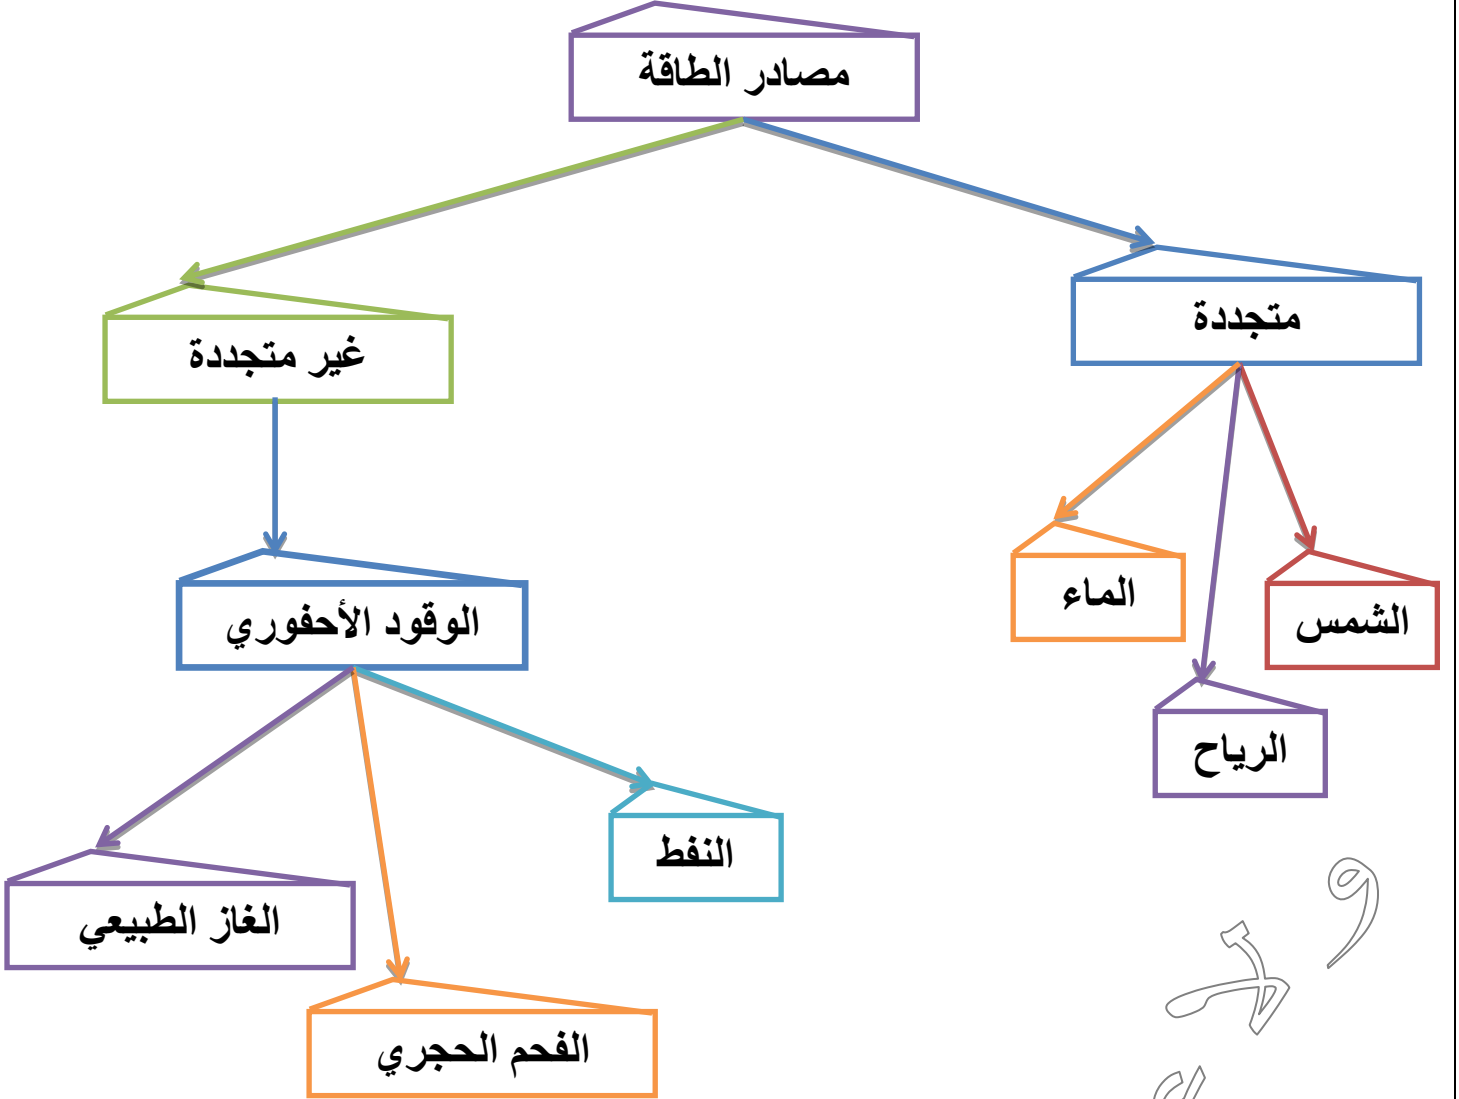 مصادر الطاقة
متجددة
غير متجددة
الماء
الشمس
الرياح
الوقود الأحفوري
النفط
الغاز الطبيعي
الفحم الحجري